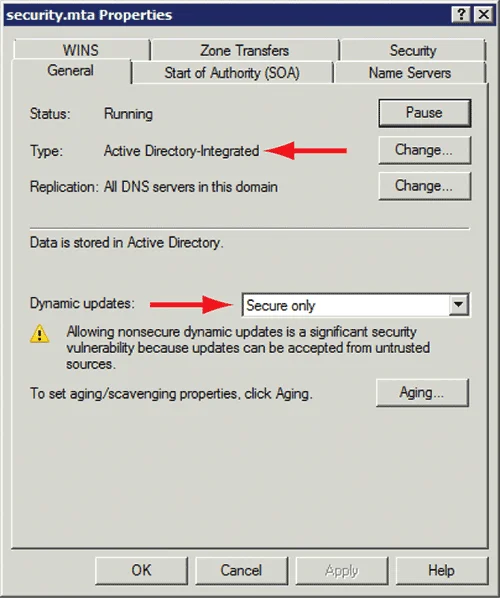 security.mta Properties
WINS
Zone Transfers
Security
General
Start of Authority (SOA)
Name Servers
Status:
Running
Pause
Type:
Active Directory-Integrated
Change...
Replication:
All DNS servers in this domain
Change...
Data is stored in Active Directory.
Dynamic updates:
Secure only
Allowing nonsecure dynamic updates is a significant security
vulnerability because updates can be accepted from untrusted
sources.
To set aging/scavenging properties, click Aging.
Aging...
OK
Cancel
Apply
Help